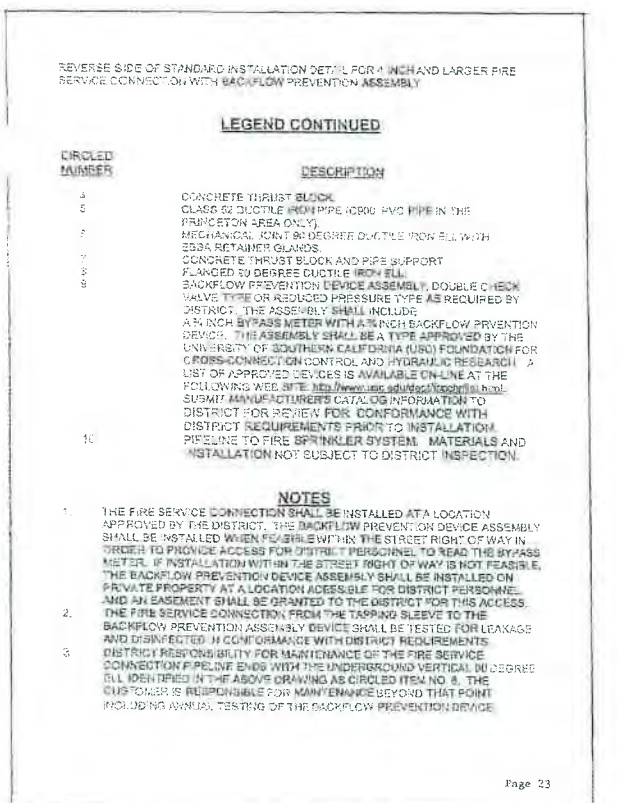 REVERSE SIDE OF STANDARD INSTALLATION DETAIL FOR 4 INCH AND LARGER FIRE
SERVICE CONNECTION WITH BACKFLOW PREVENTION ASSEMBLY
LEGEND CONTINUED
CIRCLED
NUMBER DESCRIPTION
4 CONCRETE THRUST BLOCK
5 CLASS 52 DUCTILE IRON PIPE (C900 PVC PIPE IN THE
PRINCETON AREA ONLY).
6 MECHANICAL JOINT 90 DEGREE DUCTILE IRON ELL WITH
EBBA RETAINER GLANDS.
7 CONCRETE THRUST BLOCK AND PIPE SUPPORT
8 FLANGED 90 DEGREE DUCTILE IRON ELL.
9 BACKFLOW PREVENTION DEVICE ASSEMBLY, DOUBLE CHECK
VALVE TYPE OR REDUCED PRESSURE TYPE AS REQUIRED BY
DISTRICT. THE ASSEMBLY SHALL INCLUDE
A ¾ INCH BYPASS METER WITH A ¾ INCH BACKFLOW PRVENTION
DEVICE. THE ASSEMBLY SHALL BE A TYPE APPROVED BY THE
UNIVERSITY OF SOUTHERN CALIFORNIA (USC) FOUNDATION FOR
CROSS-CONNECTION CONTROL AND HYDRAULIC RESEARCH. A
LIST OF APPROVED DEVICES IS AVAILABLE ON-LINE AT THE
FOLLOWING WEB SITE:
SUBMIT MANUFACTURER'S CATALOG INFORMATION TO
DISTRICT FOR REVIEW FOR CONFORMANCE WITH
DISTRICT REQUIREMENTS PRIOR TO INSTALLATION.
10 PIPELINE TO FIRE SPRINKLER SYSTEM. MATERIALS AND
INSTALLATION NOT SUBJECT TO DISTRICT INSPECTION.
NOTES
1. THE FIRE SERVICE CONNECTION SHALL BE INSTALLED AT A LOCATION
APPROVED BY THE DISTRICT. THE BACKFLOW PREVENTION DEVICE ASSEMBLY
SHALL BE INSTALLED WHEN FEASIBLE WITHIN THE STREET RIGHT OF WAY IN
ORDER TO PROVIDE ACCESS FOR DISTRICT PERSONNEL TO READ THE BYPASS
METER. IF INSTALLATION WITHIN THE STREET RIGHT OF WAY IS NOT FEASIBLE,
THE BACKFLOW PREVENTION DEVICE ASSEMBLY SHALL BE INSTALLED ON
PRIVATE PROPERTY AT A LOCATION ACESSIBLE FOR DISTRICT PERSONNEL
AND AN EASEMENT SHALL BE GRANTED TO THE DISTRICT FOR THIS ACCESS.
2. THE FIRE SERVICE CONNECTION FROM THE TAPPING SLEEVE TO THE
BACKFLOW PREVENTION ASSEMBLY DEVICE SHALL BE TESTED FOR LEAKAGE
AND DISINFECTED IN CONFORMANCE WITH DISTRICT REQUIREMENTS
3. DISTRICT RESPONSIBILITY FOR MAINTENANCE OF THE FIRE SERVICE
CONNECTION PIPELINE ENDS WITH THE UNDERGROUND VERTICAL 90 DEGREE
ELL IDENTIFIED IN THE ABOVE DRAWING AS CIRCLED ITEM NO. 6. THE
CUSTOMER IS RESPONSIBLE FOR MAINTENANCE BEYOND THAT POINT
INCLUDING ANNUAL TESTING OF THE BACKFLOW PREVENTION DEVICE
Page 23